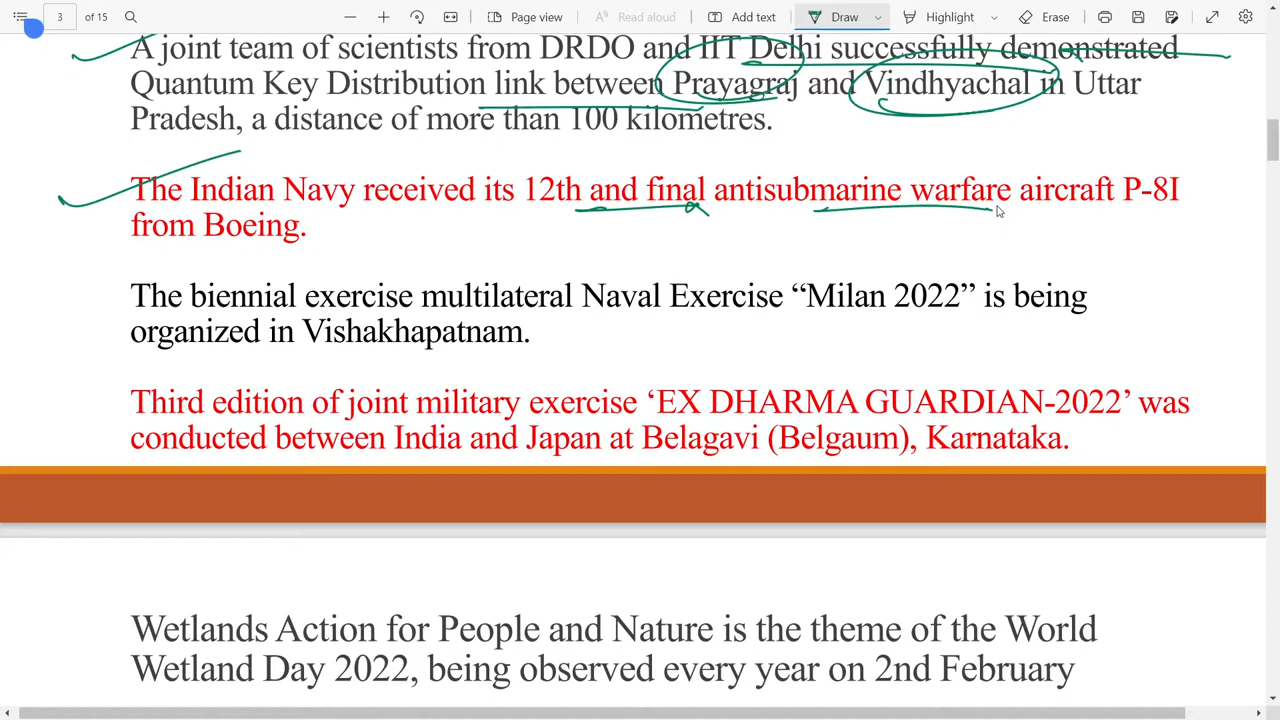 3 of 15 Page view Read aloud Add text Draw Highlight Erase
A joint team of scientists from DRDO and IIT Delhi successfully demonstrated
Quantum Key Distribution link between Prayagraj and Vindhyachal in Uttar
Pradesh, a distance of more than 100 kilometres.
The Indian Navy received its 12th and final antisubmarine warfare aircraft P-8I
from Boeing.
The biennial exercise multilateral Naval Exercise “Milan 2022” is being
organized in Vishakhapatnam.
Third edition of joint military exercise ‘EX DHARMA GUARDIAN-2022’ was
conducted between India and Japan at Belagavi (Belgaum), Karnataka.
Wetlands Action for People and Nature is the theme of the World
Wetland Day 2022, being observed every year on 2nd February